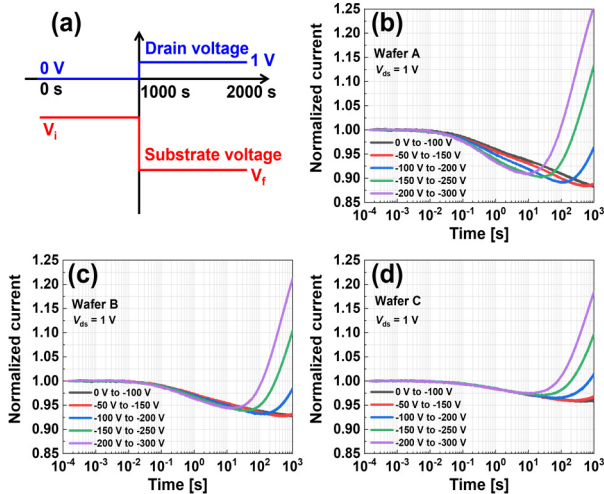 (a)
Drain voltage
0 V
1 V
0 s
1000 s
2000 s
Vi
Substrate voltage
Vf
(b)
Wafer A
Vds = 1 V
Normalized current
1.25
1.20
1.15
1.10
1.05
1.00
0.95
0.90
0.85
0 V to -100 V
-50 V to -150 V
-100 V to -200 V
-150 V to -250 V
-200 V to -300 V
10-4 10-3 10-2 10-1 100 101 102 103
Time [s]
(c)
Wafer B
Vds = 1 V
Normalized current
1.25
1.20
1.15
1.10
1.05
1.00
0.95
0.90
0.85
0 V to -100 V
-50 V to -150 V
-100 V to -200 V
-150 V to -250 V
-200 V to -300 V
10-4 10-3 10-2 10-1 100 101 102 103
Time [s]
(d)
Wafer C
Vds = 1 V
Normalized current
1.25
1.20
1.15
1.10
1.05
1.00
0.95
0.90
0.85
0 V to -100 V
-50 V to -150 V
-100 V to -200 V
-150 V to -250 V
-200 V to -300 V
10-4 10-3 10-2 10-1 100 101 102 103
Time [s]